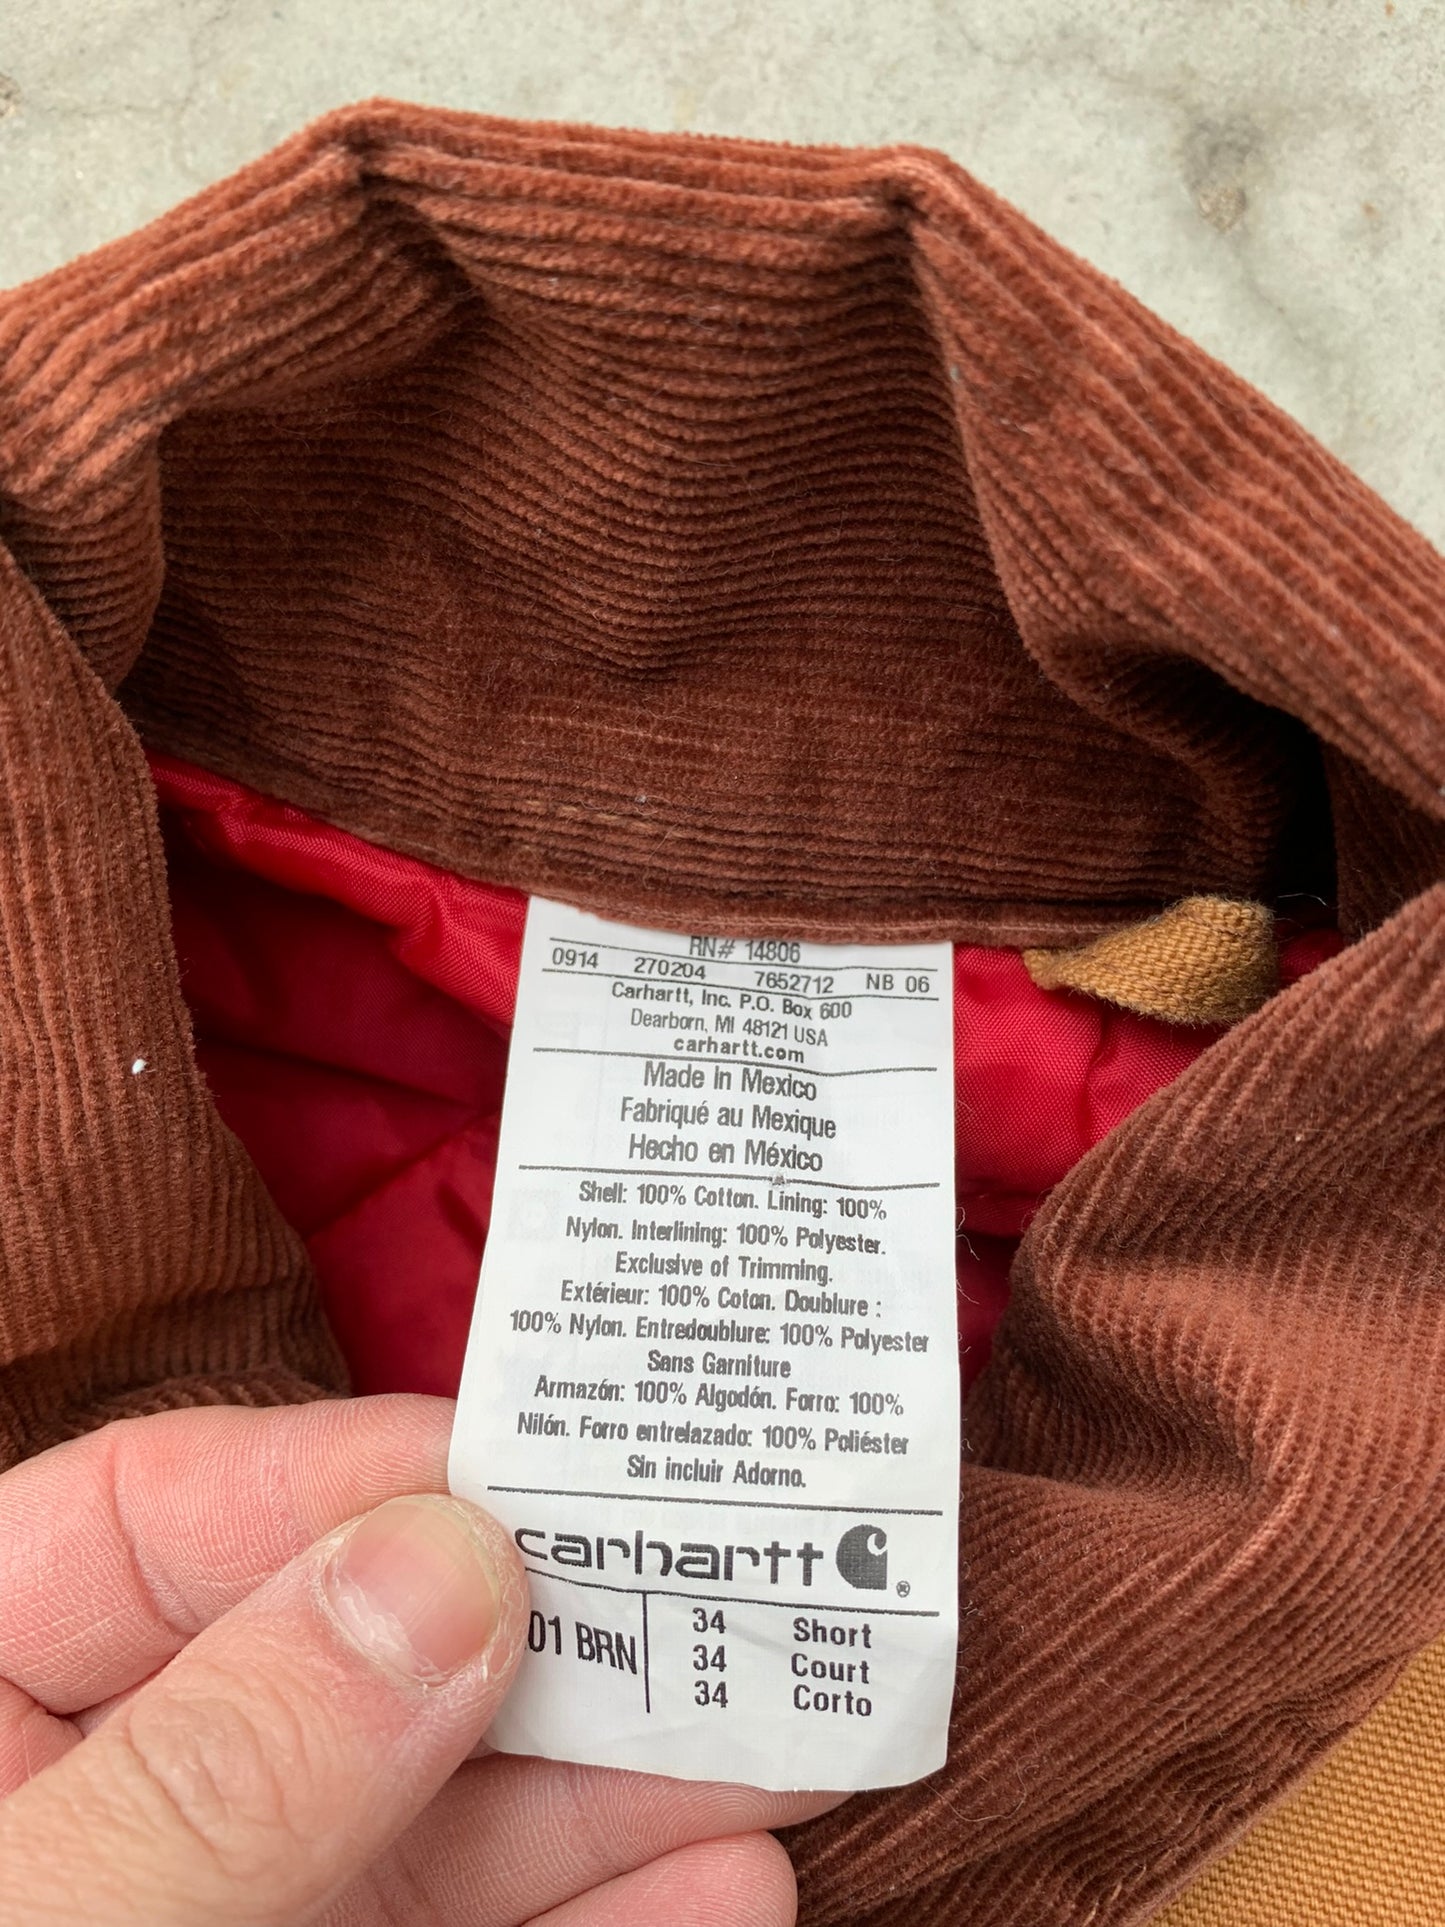 RN# 14806
0914 270204 7652712 NB 06
Carhartt, Inc. P.O. Box 600
Dearborn, MI 48121 USA
carhartt.com
Made in Mexico
Fabriqué au Mexique
Hecho en México
Shell: 100% Cotton. Lining: 100%
Nylon. Interlining: 100% Polyester.
Exclusive of Trimming.
Extérieur: 100% Coton. Doublure :
100% Nylon. Entredoublure: 100% Polyester
Sans Garniture
Armazón: 100% Algodón. Forro: 100%
Nilón. Forro entrelazado: 100% Poliéster
Sin incluir Adorno.
carhartt ®
01 BRN
34 Short
34 Court
34 Corto